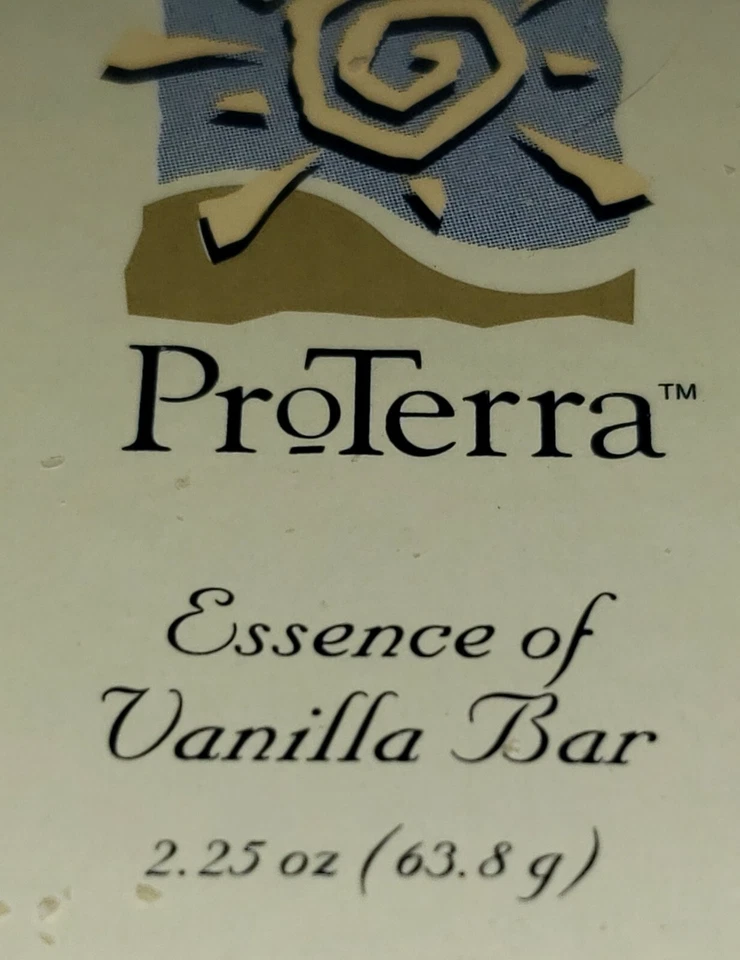 ProTerra™
Essence of
Vanilla Bar
2.25 oz (63.8 g)